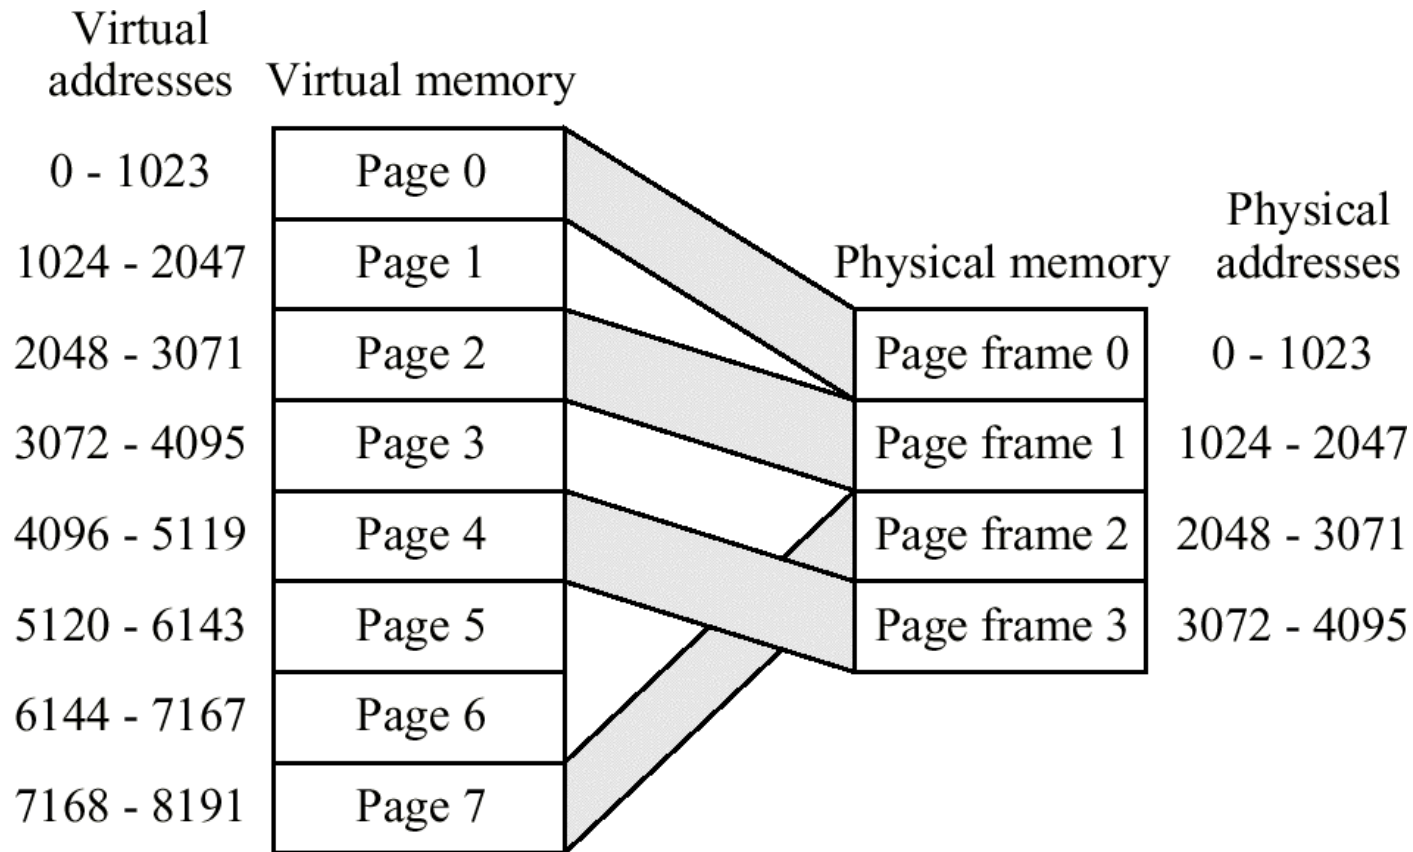 Virtual
addresses
Virtual memory
0 - 1023
Page 0
1024 - 2047
Page 1
2048 - 3071
Page 2
3072 - 4095
Page 3
4096 - 5119
Page 4
5120 - 6143
Page 5
6144 - 7167
Page 6
7168 - 8191
Page 7
Physical memory
Physical
addresses
Page frame 0
0 - 1023
Page frame 1
1024 - 2047
Page frame 2
2048 - 3071
Page frame 3
3072 - 4095